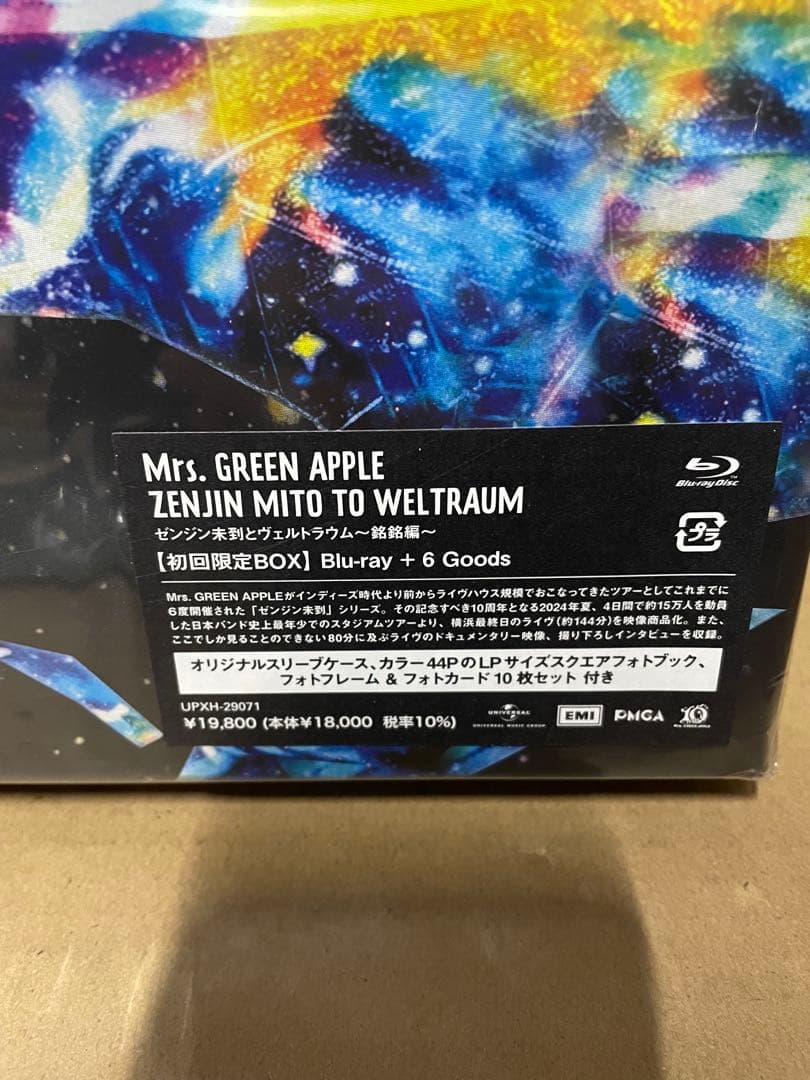 Mrs. GREEN APPLE
ZENJIN MITO TO WELTRAUM
ゼンジン未到とヴェルトラウム〜銘銘編〜
【初回限定BOX】Blu-ray + 6 Goods
Blu-ray Disc™
プラ
Mrs. GREEN APPLEがインディーズ時代より前からライヴハウス規模でおこなってきたツアーとしてこれまでに
6度開催された「ゼンジン未到」シリーズ。その記念すべき10周年となる2024年夏、4日間で約15万人を動員
した日本バンド史上最年少でのスタジアムツアーより、横浜最終日のライヴ(約144分)を映像商品化。また、
ここでしか見ることのできない80分に及ぶライヴのドキュメンタリー映像、撮り下ろしインタビューを収録。
オリジナルスリーブケース、カラー44PのLPサイズスクエアフォトブック、
フォトフレーム & フォトカード10枚セット 付き
UPXH-29071
¥19,800 (本体¥18,000 税率10%)
UNIVERSAL
UNIVERSAL MUSIC GROUP
EMI
PMGA